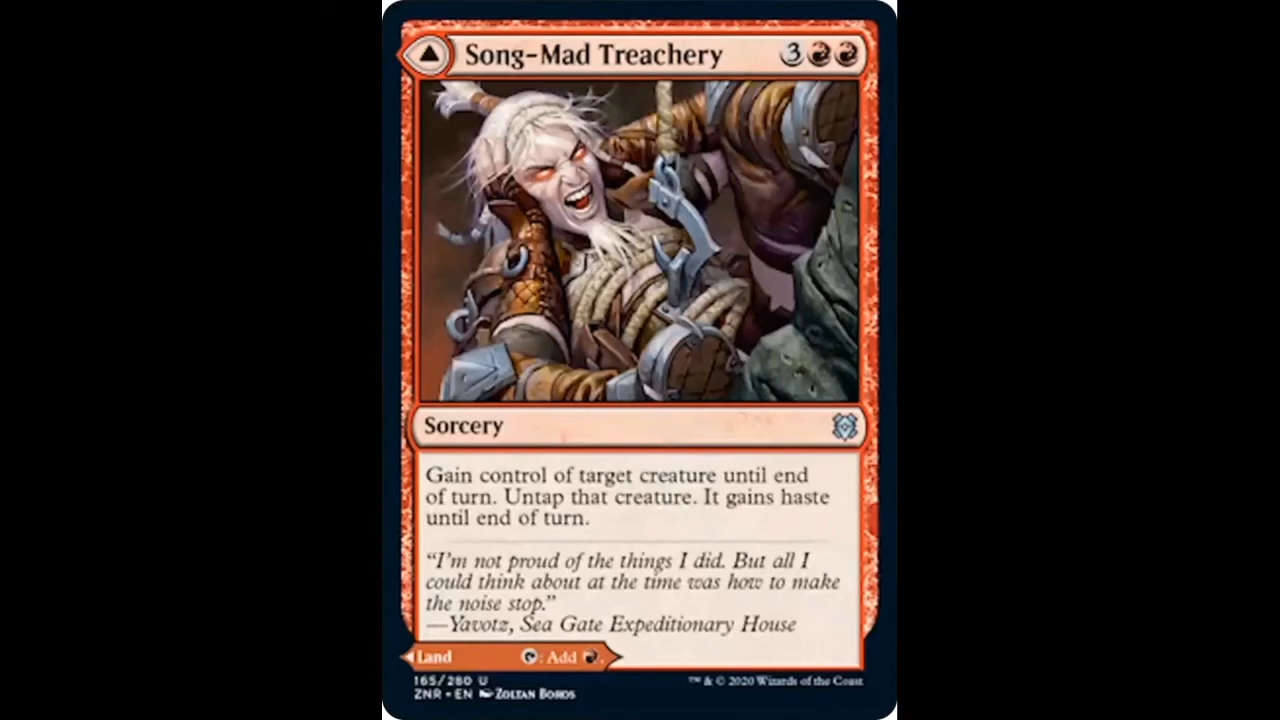 Song-Mad Treachery 3
Sorcery
Gain control of target creature until end
of turn. Untap that creature. It gains haste
until end of turn.
“I'm not proud of the things I did. But all I
could think about at the time was how to make
the noise stop.”
—Yavotz, Sea Gate Expeditionary House
Land : Add .
165/280 U
ZNR • EN Zoltan Boros
™ & © 2020 Wizards of the Coast